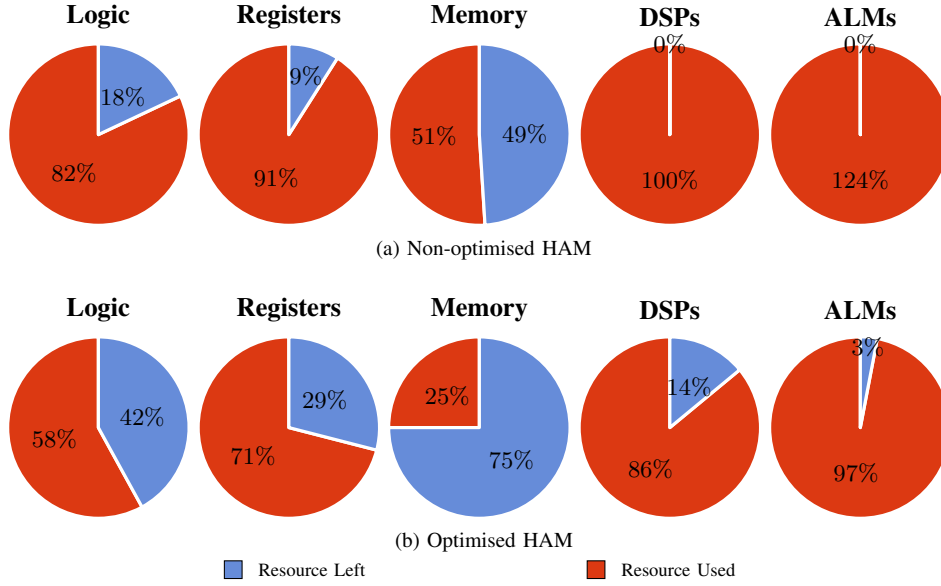 Logic Registers Memory DSPs ALMs
18% 82%
9% 91%
51% 49%
0% 100%
0% 124%
(a) Non-optimised HAM
Logic Registers Memory DSPs ALMs
42% 58%
29% 71%
25% 75%
14% 86%
3% 97%
(b) Optimised HAM
Resource Left Resource Used